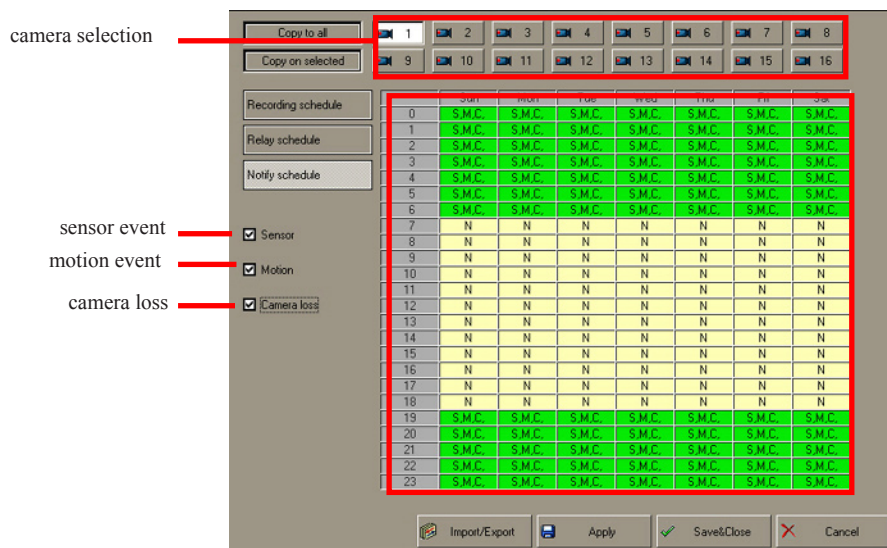 camera selection
Copy to all 1 2 3 4 5 6 7 8
Copy on selected 9 10 11 12 13 14 15 16
Recording schedule
Relay schedule
Notify schedule
sensor event
Sensor
motion event
Motion
camera loss
Camera loss
Sun Mon Tue Wed Thu Fri Sat
0 S,M,C, S,M,C, S,M,C, S,M,C, S,M,C, S,M,C, S,M,C,
1 S,M,C, S,M,C, S,M,C, S,M,C, S,M,C, S,M,C, S,M,C,
2 S,M,C, S,M,C, S,M,C, S,M,C, S,M,C, S,M,C, S,M,C,
3 S,M,C, S,M,C, S,M,C, S,M,C, S,M,C, S,M,C, S,M,C,
4 S,M,C, S,M,C, S,M,C, S,M,C, S,M,C, S,M,C, S,M,C,
5 S,M,C, S,M,C, S,M,C, S,M,C, S,M,C, S,M,C, S,M,C,
6 S,M,C, S,M,C, S,M,C, S,M,C, S,M,C, S,M,C, S,M,C,
7 N N N N N N N
8 N N N N N N N
9 N N N N N N N
10 N N N N N N N
11 N N N N N N N
12 N N N N N N N
13 N N N N N N N
14 N N N N N N N
15 N N N N N N N
16 N N N N N N N
17 N N N N N N N
18 N N N N N N N
19 S,M,C, S,M,C, S,M,C, S,M,C, S,M,C, S,M,C, S,M,C,
20 S,M,C, S,M,C, S,M,C, S,M,C, S,M,C, S,M,C, S,M,C,
21 S,M,C, S,M,C, S,M,C, S,M,C, S,M,C, S,M,C, S,M,C,
22 S,M,C, S,M,C, S,M,C, S,M,C, S,M,C, S,M,C, S,M,C,
23 S,M,C, S,M,C, S,M,C, S,M,C, S,M,C, S,M,C, S,M,C,
Import/Export Apply Save&Close Cancel